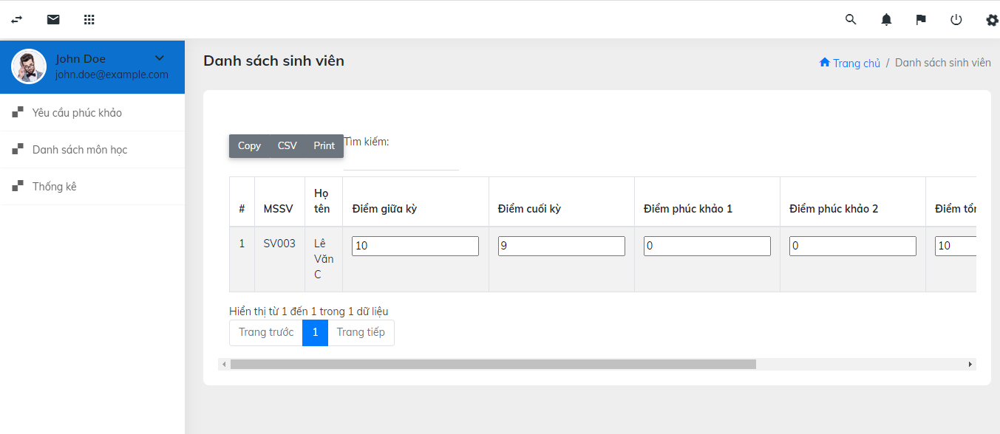 John Doe
john.doe@example.com
Danh sách sinh viên
Trang chủ / Danh sách sinh viên
Yêu cầu phúc khảo
Danh sách môn học
Thống kê
Copy CSV Print Tìm kiếm:
# MSSV Họ tên Điểm giữa kỳ Điểm cuối kỳ Điểm phúc khảo 1 Điểm phúc khảo 2 Điểm
1 SV003 Lê Văn C 10 9 0 0 10
Hiển thị từ 1 đến 1 trong 1 dữ liệu
Trang trước 1 Trang tiếp